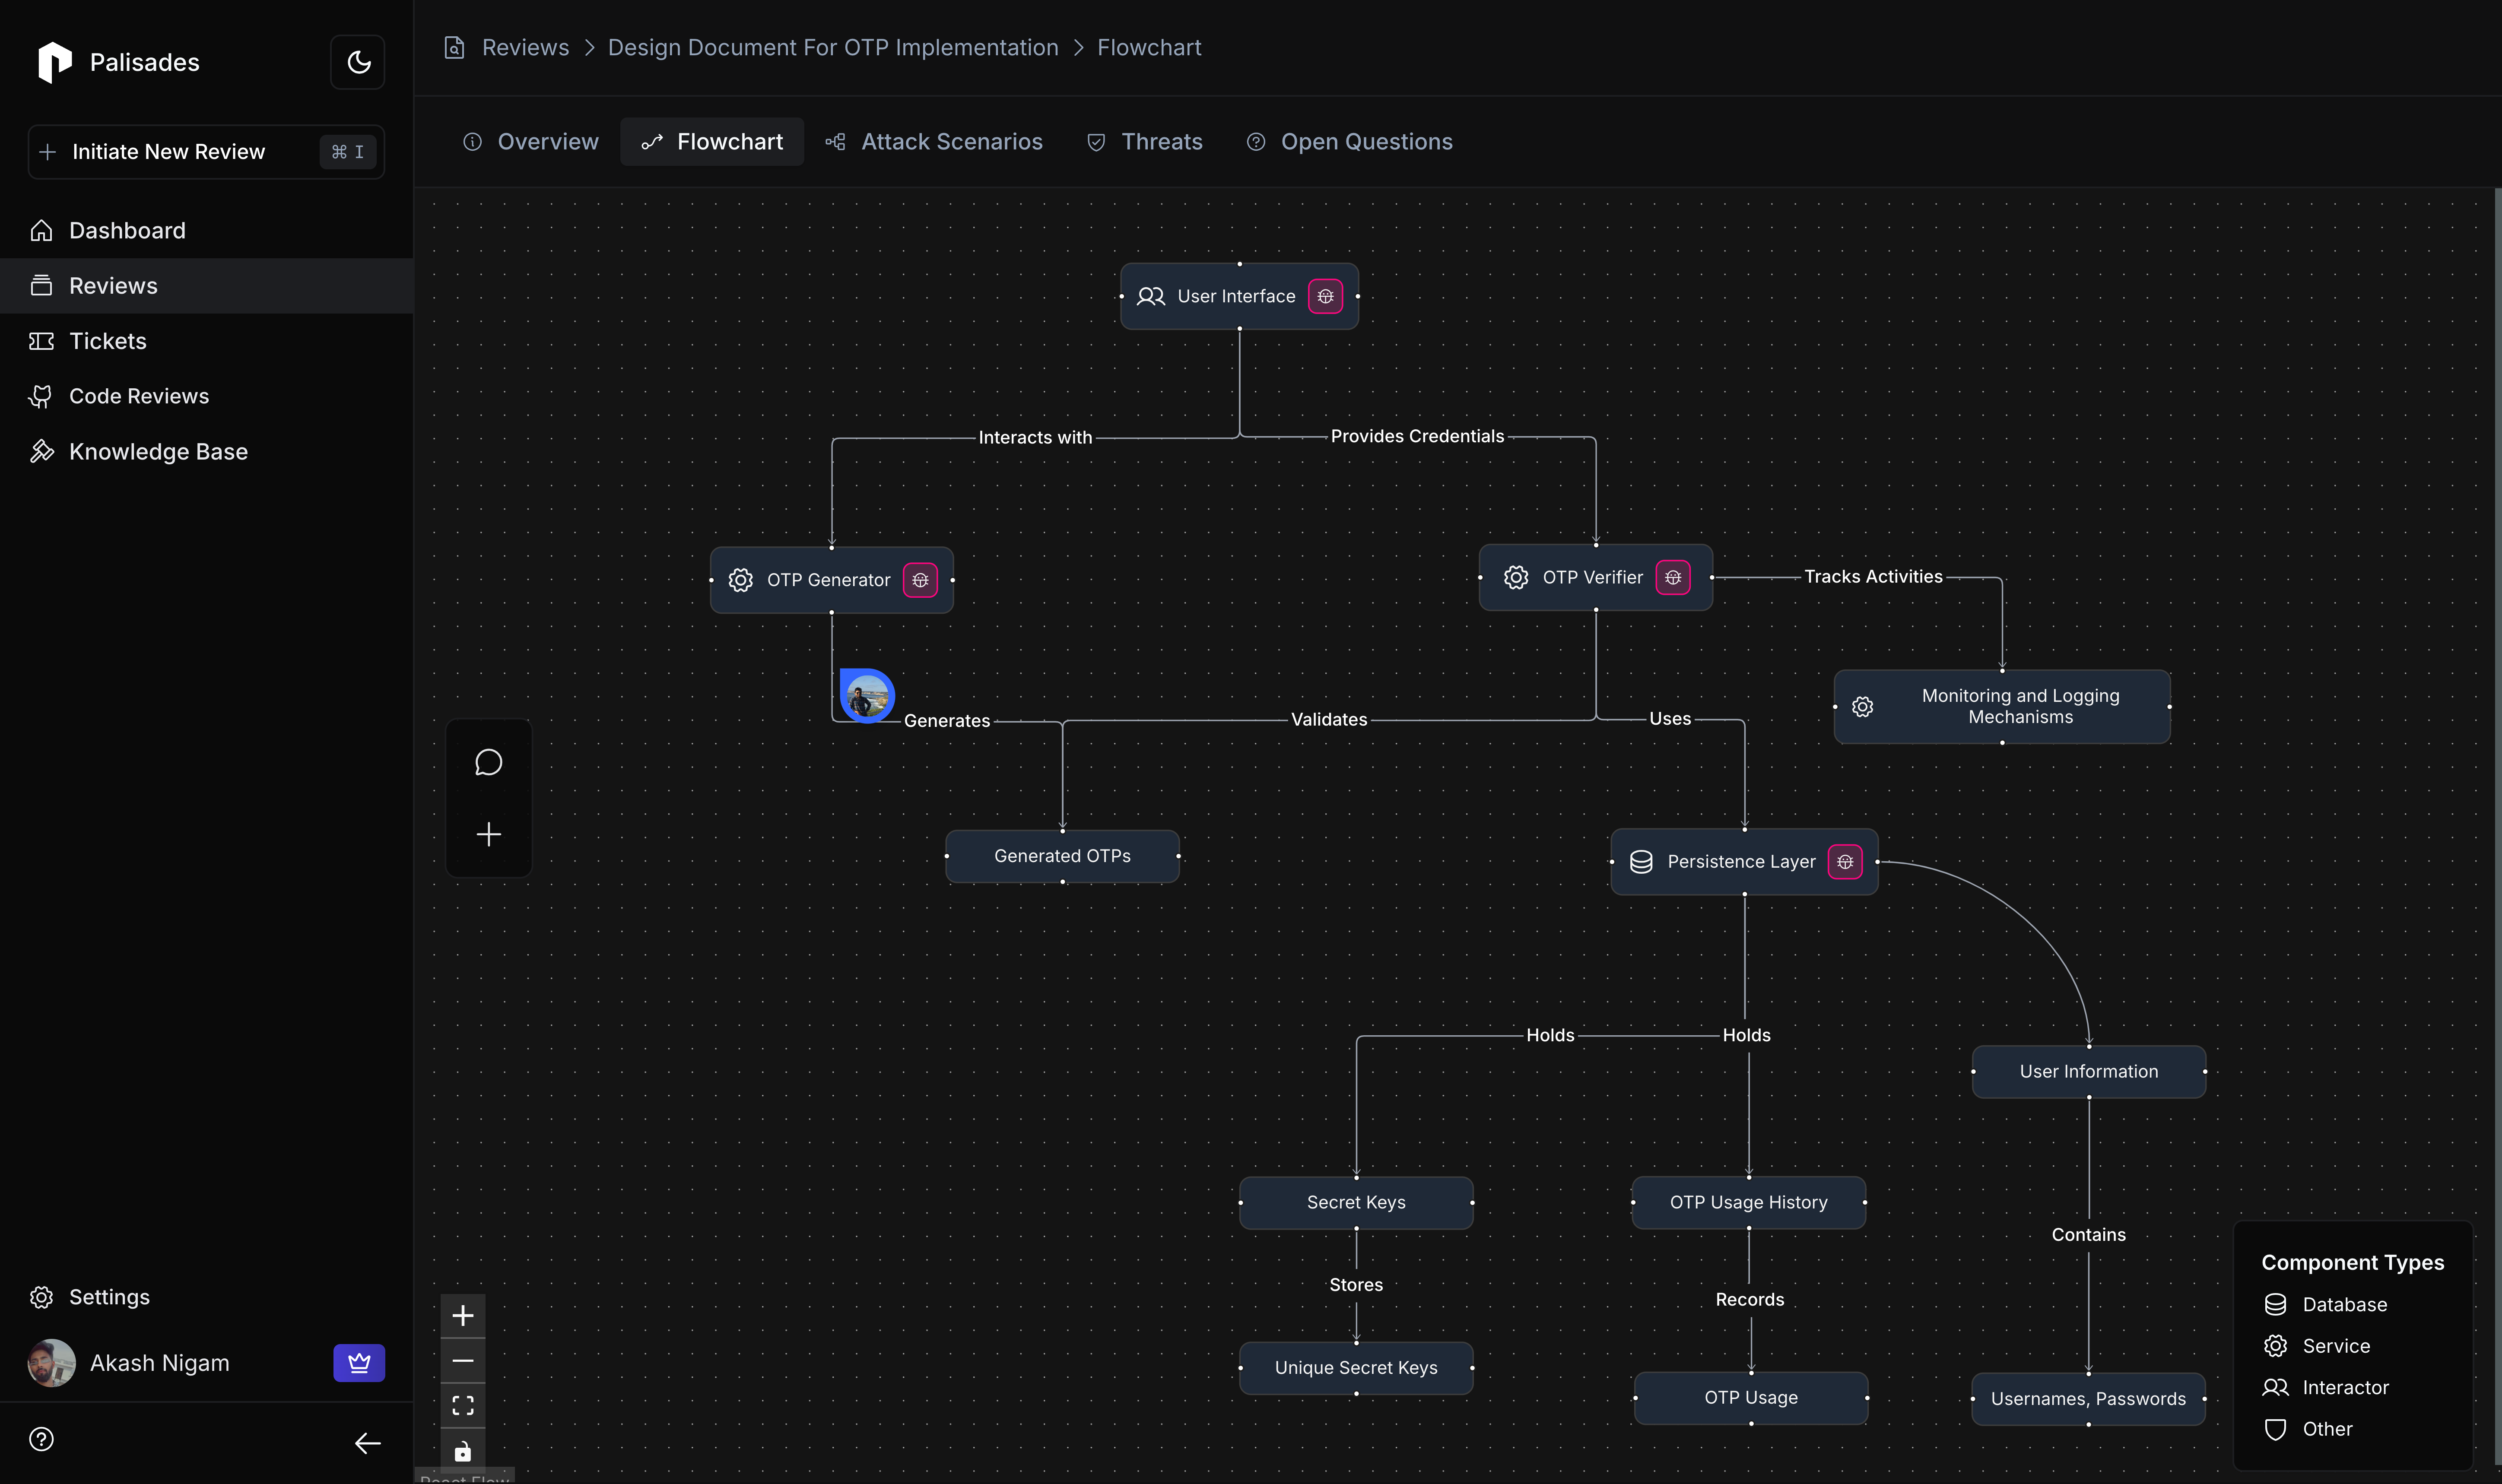 Palisades
Initiate New Review
⌘ I
Dashboard
Reviews
Tickets
Code Reviews
Knowledge Base
Settings
Akash Nigam
Reviews > Design Document For OTP Implementation > Flowchart
Overview
Flowchart
Attack Scenarios
Threats
Open Questions
User Interface
Interacts with
Provides Credentials
OTP Generator
OTP Verifier
Tracks Activities
Monitoring and Logging
Mechanisms
Generates
Validates
Uses
Generated OTPs
Persistence Layer
Holds
Holds
User Information
Secret Keys
OTP Usage History
Contains
Stores
Records
Unique Secret Keys
OTP Usage
Usernames, Passwords
Component Types
Database
Service
Interactor
Other
React Flow